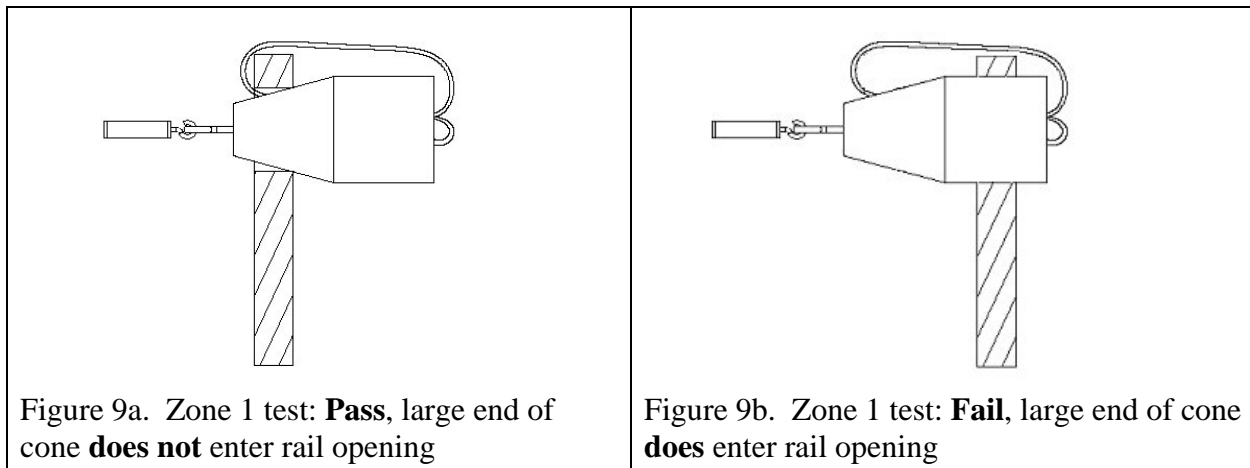 Figure 9a.  Zone 1 test: Pass, large end of
cone does not enter rail opening
Figure 9b.  Zone 1 test: Fail, large end of cone
does enter rail opening